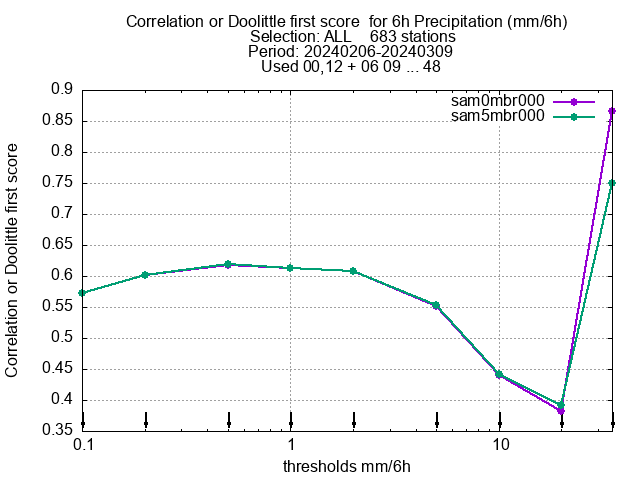 Correlation or Doolittle first score  for 6h Precipitation (mm/6h)
Selection: ALL    683 stations
Period: 20240206-20240309
Used 00,12 + 06 09 ... 48
sam0mbr000
sam5mbr000
Correlation or Doolittle first score
0.9
0.85
0.8
0.75
0.7
0.65
0.6
0.55
0.5
0.45
0.4
0.35
0.1
1
10
thresholds mm/6h